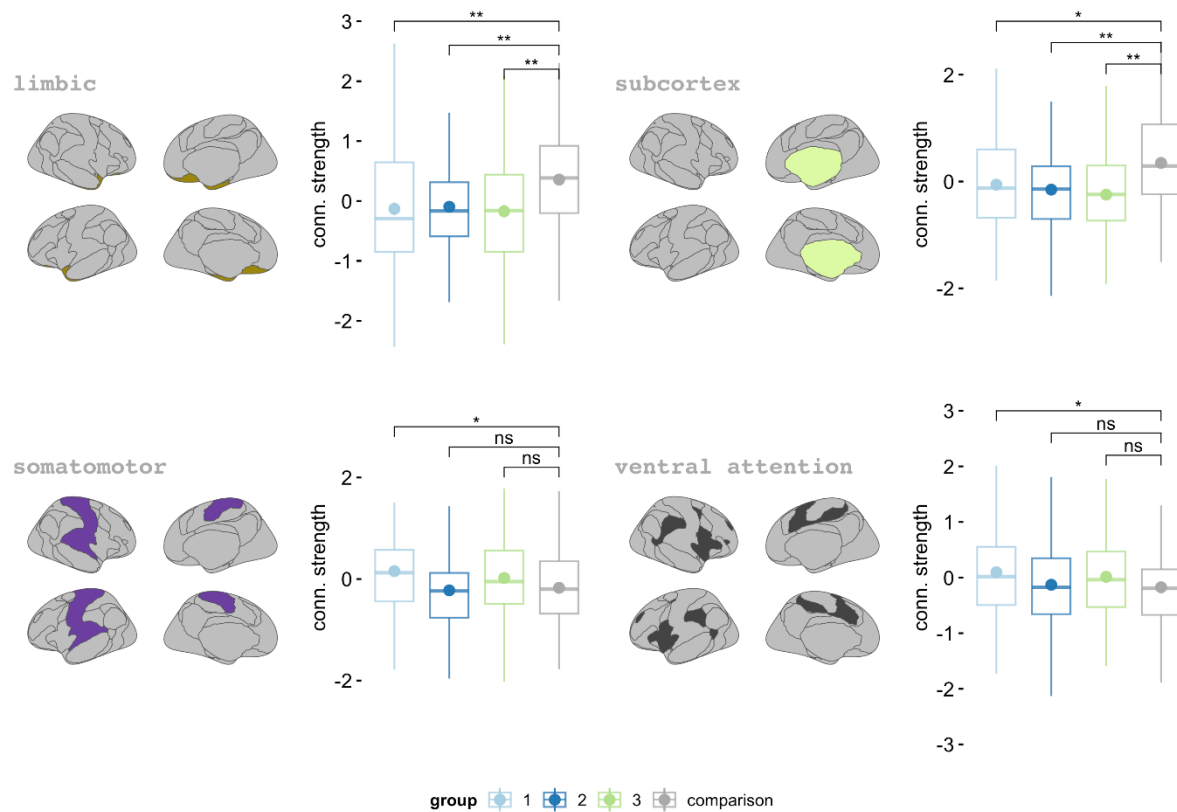 limbic
conn. strength
3
2
1
0
-1
-2
**
**
**
subcortex
conn. strength
2
0
-2
*
**
**
somatomotor
conn. strength
2
0
-2
*
ns
ns
ventral attention
conn. strength
3
2
1
0
-1
-2
-3
*
ns
ns
group 1 2 3 comparison